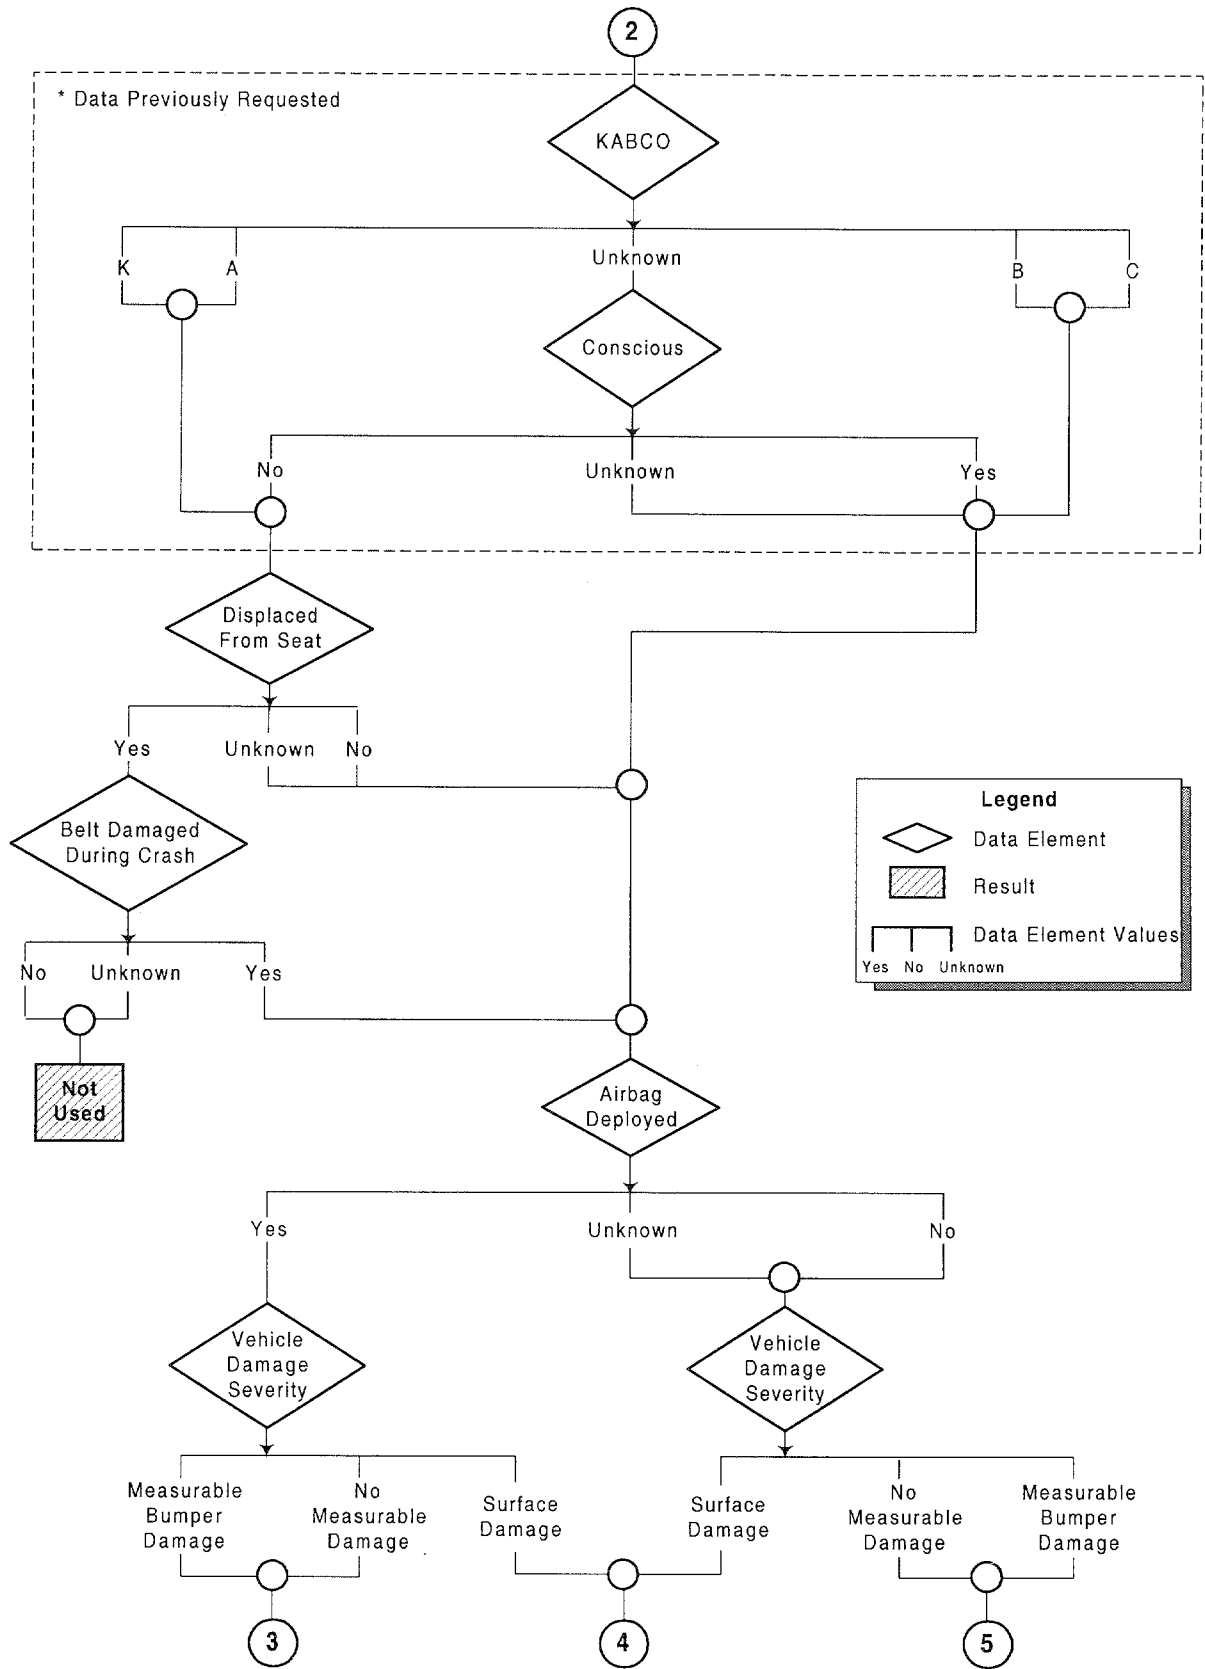 2
* Data Previously Requested
KABCO
K
A
Unknown
B
C
Conscious
No
Unknown
Yes
Displaced
From Seat
Yes
Unknown
No
Legend
Data Element
Result
Data Element Values
Yes No Unknown
Belt Damaged
During Crash
No
Unknown
Yes
Not
Used
Airbag
Deployed
Yes
Unknown
No
Vehicle
Damage
Severity
Vehicle
Damage
Severity
Measurable
Bumper
Damage
No
Measurable
Damage
Surface
Damage
Surface
Damage
No
Measurable
Damage
Measurable
Bumper
Damage
3
4
5